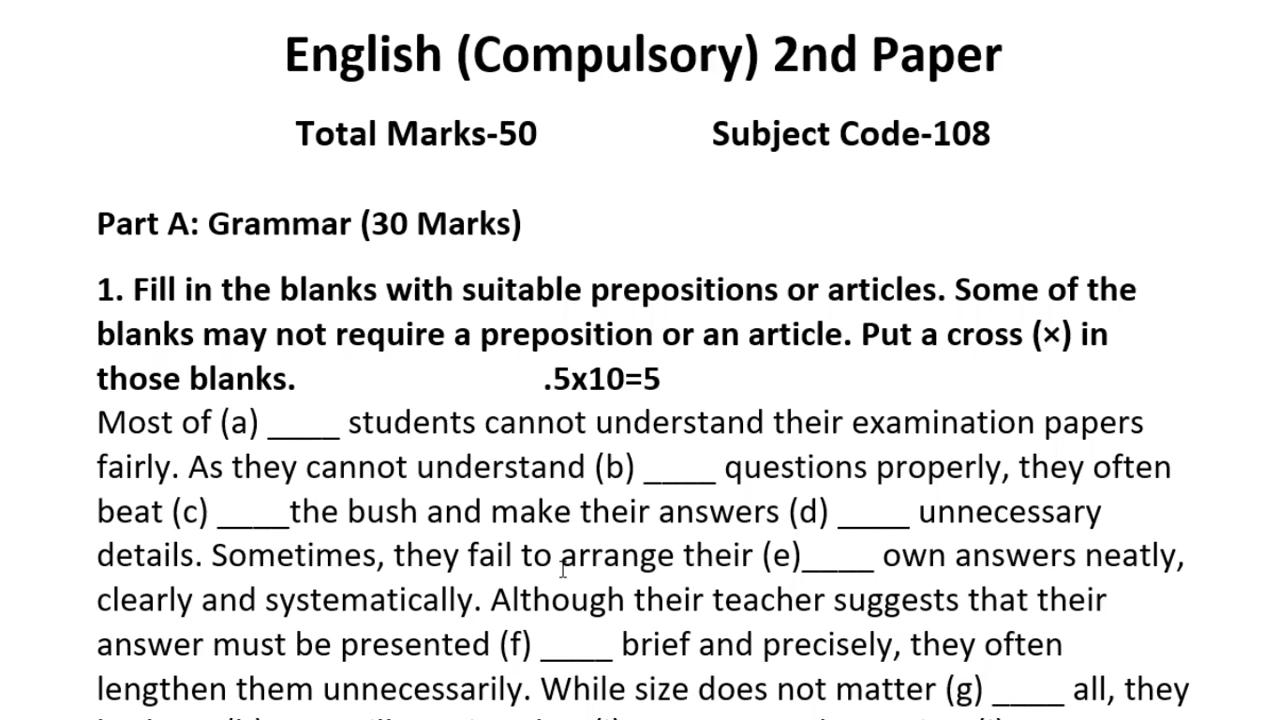 English (Compulsory) 2nd Paper
Total Marks-50 Subject Code-108
Part A: Grammar (30 Marks)
1. Fill in the blanks with suitable prepositions or articles. Some of the
blanks may not require a preposition or an article. Put a cross (×) in
those blanks. .5x10=5
Most of (a) ____ students cannot understand their examination papers
fairly. As they cannot understand (b) ____ questions properly, they often
beat (c) ____the bush and make their answers (d) ____ unnecessary
details. Sometimes, they fail to arrange their (e)____ own answers neatly,
clearly and systematically. Although their teacher suggests that their
answer must be presented (f) ____ brief and precisely, they often
lengthen them unnecessarily. While size does not matter (g) ____ all, they